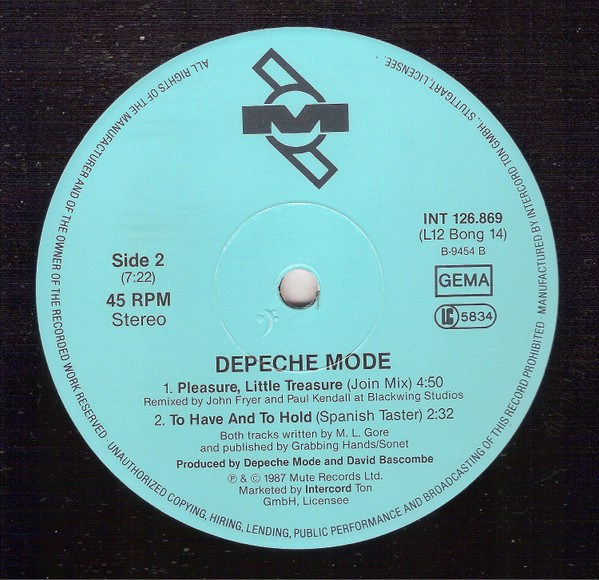 M
Side 2
(7:22)
45 RPM
Stereo
INT 126.869
(L12 Bong 14)
B-9454 B
GEMA
LC 5834
DEPECHE MODE
1. Pleasure, Little Treasure (Join Mix) 4:50
Remixed by John Fryer and Paul Kendall at Blackwing Studios
2. To Have And To Hold (Spanish Taster) 2:32
Both tracks written by M. L. Gore
and published by Grabbing Hands/Sonet
Produced by Depeche Mode and David Bascombe
℗ & © 1987 Mute Records Ltd.
Marketed by Intercord Ton
GmbH, Licensee
ALL RIGHTS OF THE MANUFACTURER AND OF THE OWNER OF THE RECORDED WORK RESERVED · UNAUTHORIZED COPYING, HIRING, LENDING, PUBLIC PERFORMANCE AND BROADCASTING OF THIS RECORD PROHIBITED · MANUFACTURED BY INTERCORD TON GMBH., STUTTGART, LICENSEE.